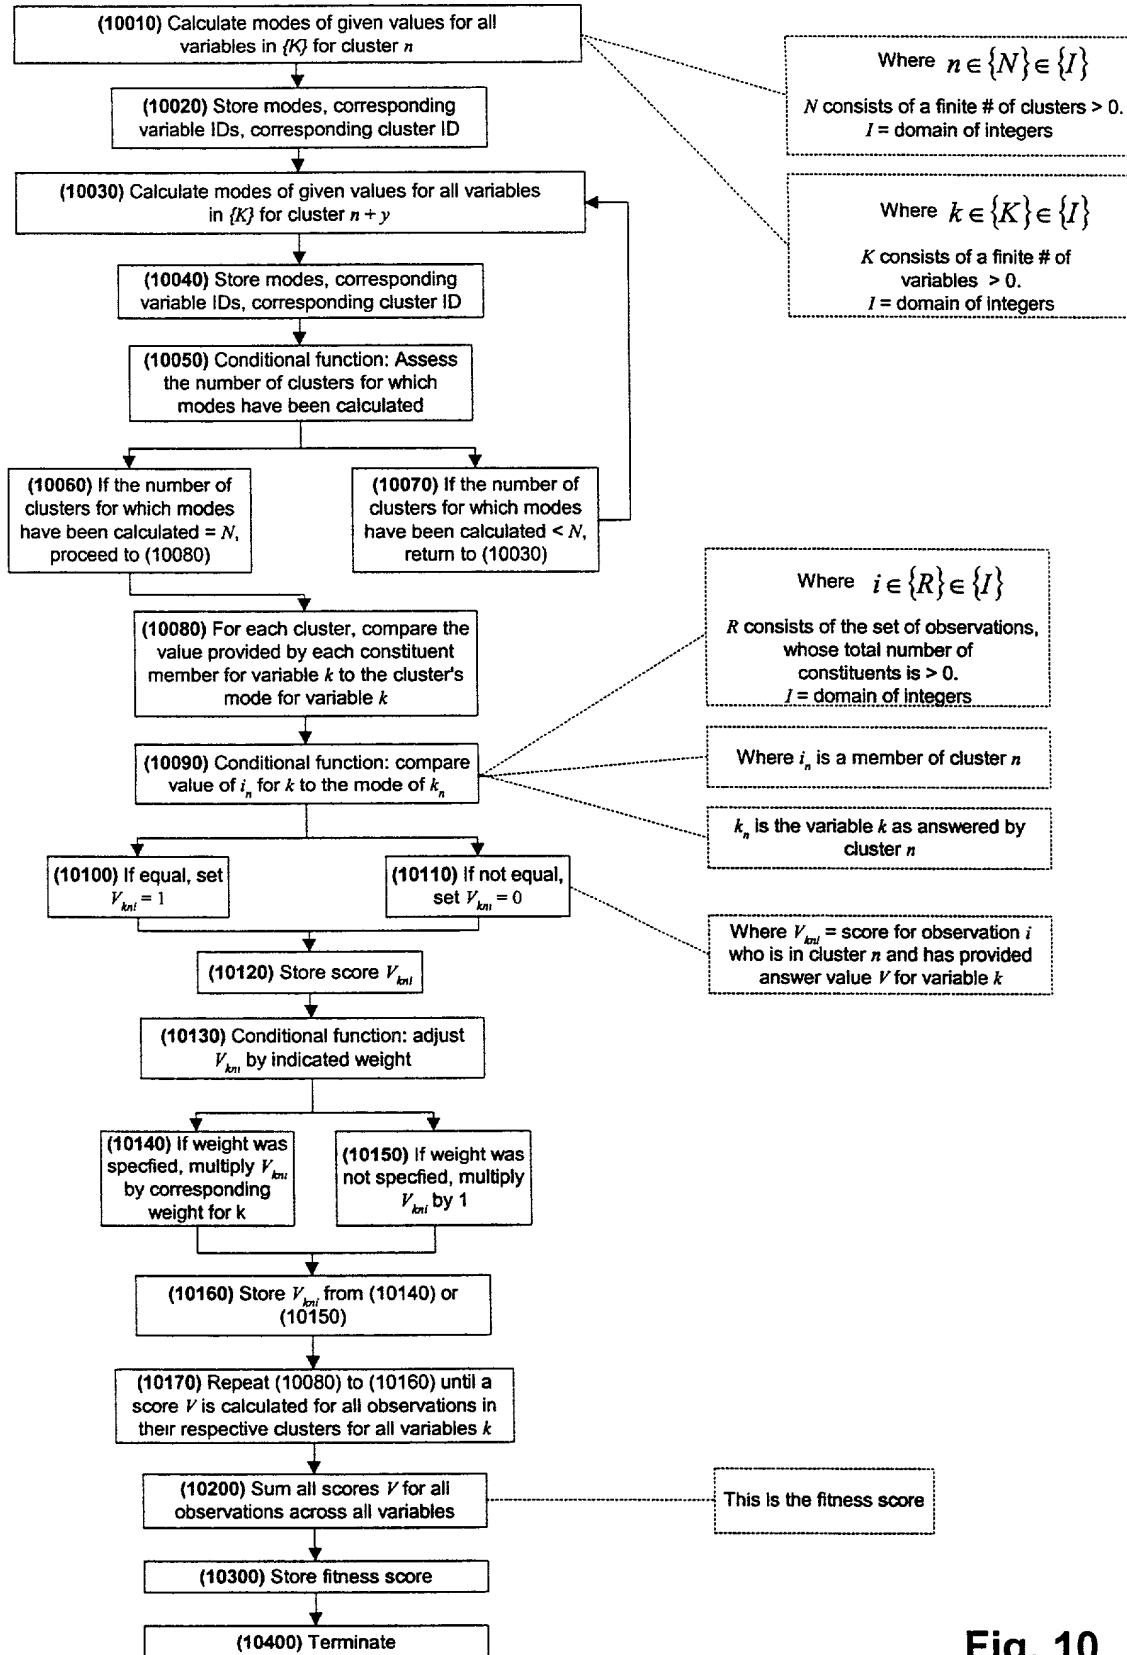 (10010) Calculate modes of given values for all
variables in {K} for cluster n
Where n ∈ {N} ∈ {I}
N consists of a finite # of clusters > 0.
I = domain of integers
(10020) Store modes, corresponding
variable IDs, corresponding cluster ID
(10030) Calculate modes of given values for all variables
in {K} for cluster n + y
Where k ∈ {K} ∈ {I}
K consists of a finite # of
variables > 0.
I = domain of integers
(10040) Store modes, corresponding
variable IDs, corresponding cluster ID
(10050) Conditional function: Assess
the number of clusters for which
modes have been calculated
(10060) If the number of
clusters for which modes
have been calculated = N,
proceed to (10080)
(10070) If the number of
clusters for which modes
have been calculated < N,
return to (10030)
Where i ∈ {R} ∈ {I}
R consists of the set of observations,
whose total number of
constituents is > 0.
I = domain of integers
(10080) For each cluster, compare the
value provided by each constituent
member for variable k to the cluster's
mode for variable k
(10090) Conditional function: compare
value of i_n for k to the mode of k_n
Where i_n is a member of cluster n
k_n is the variable k as answered by
cluster n
(10100) If equal, set
V_kni = 1
(10110) If not equal,
set V_kni = 0
Where V_kni = score for observation i
who is in cluster n and has provided
answer value V for variable k
(10120) Store score V_kni
(10130) Conditional function: adjust
V_kni by indicated weight
(10140) If weight was
specfied, multiply V_kni
by corresponding
weight for k
(10150) If weight was
not specfied, multiply
V_kni by 1
(10160) Store V_kni from (10140) or
(10150)
(10170) Repeat (10080) to (10160) until a
score V is calculated for all observations in
their respective clusters for all variables k
(10200) Sum all scores V for all
observations across all variables
This is the fitness score
(10300) Store fitness score
(10400) Terminate
Fig. 10